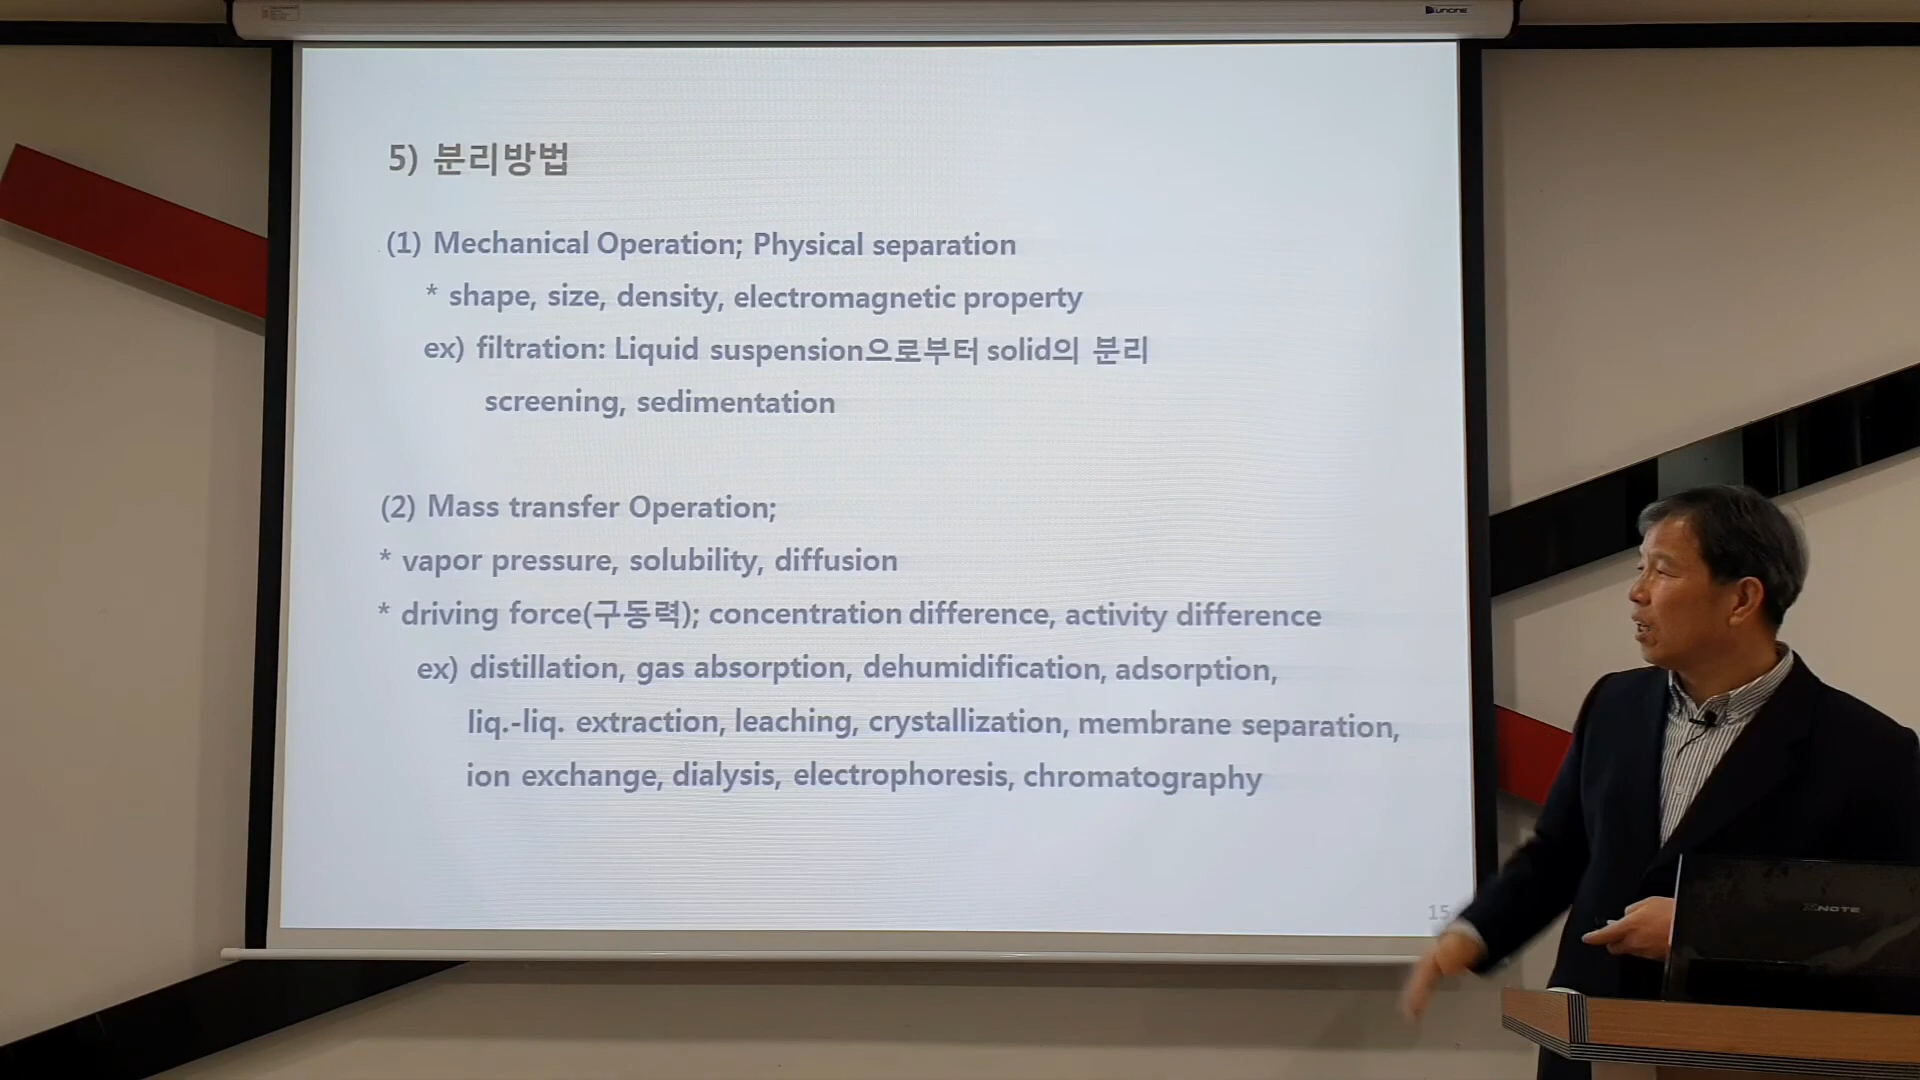 5) 분리방법
(1) Mechanical Operation; Physical separation
* shape, size, density, electromagnetic property
ex) filtration: Liquid suspension으로부터 solid의 분리
screening, sedimentation
(2) Mass transfer Operation;
* vapor pressure, solubility, diffusion
* driving force(구동력); concentration difference, activity difference
ex) distillation, gas absorption, dehumidification, adsorption,
liq.-liq. extraction, leaching, crystallization, membrane separation,
ion exchange, dialysis, electrophoresis, chromatography
15
XNOTE